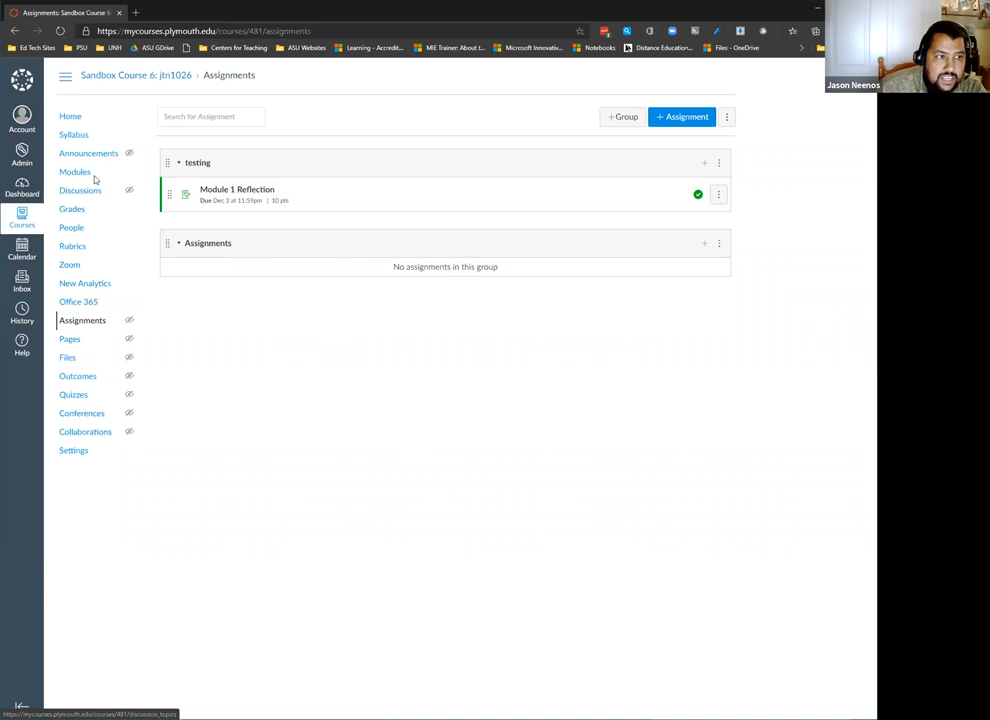 Assignments: Sandbox Course 6
https://mycourses.plymouth.edu/courses/481/assignments
Ed Tech Sites
PSU
UNH
ASU GDrive
Centers for Teaching
ASU Websites
Learning - Accredit...
MIE Trainer: About t...
Microsoft Innovativ...
Notebooks
Distance Education...
Files - OneDrive
Jason Neenos
Sandbox Course 6: jtn1026 › Assignments
Account
Admin
Dashboard
Courses
Calendar
Inbox
History
Help
Home
Syllabus
Announcements
Modules
Discussions
Grades
People
Rubrics
Zoom
New Analytics
Office 365
Assignments
Pages
Files
Outcomes
Quizzes
Conferences
Collaborations
Settings
Search for Assignment
+Group
+ Assignment
testing
Module 1 Reflection
Due Dec 3 at 11:59pm | 10 pts
Assignments
No assignments in this group
https://mycourses.plymouth.edu/courses/481/discussion_topics